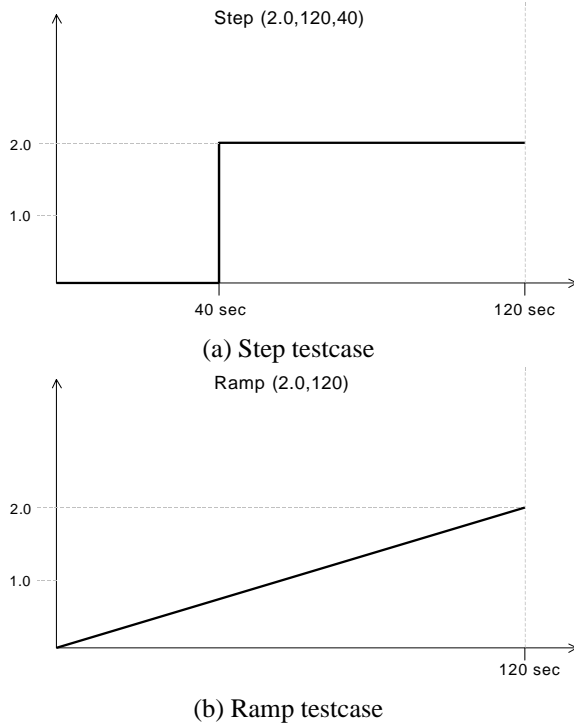 Step (2.0,120,40)
2.0
1.0
40 sec 120 sec
(a) Step testcase
Ramp (2.0,120)
2.0
1.0
120 sec
(b) Ramp testcase